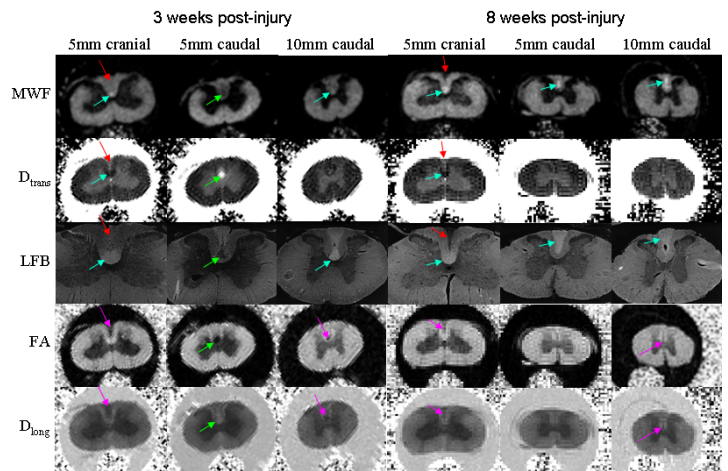 3 weeks post-injury 8 weeks post-injury
5mm cranial 5mm caudal 10mm caudal 5mm cranial 5mm caudal 10mm caudal
MWF
Dtrans
LFB
FA
Dlong